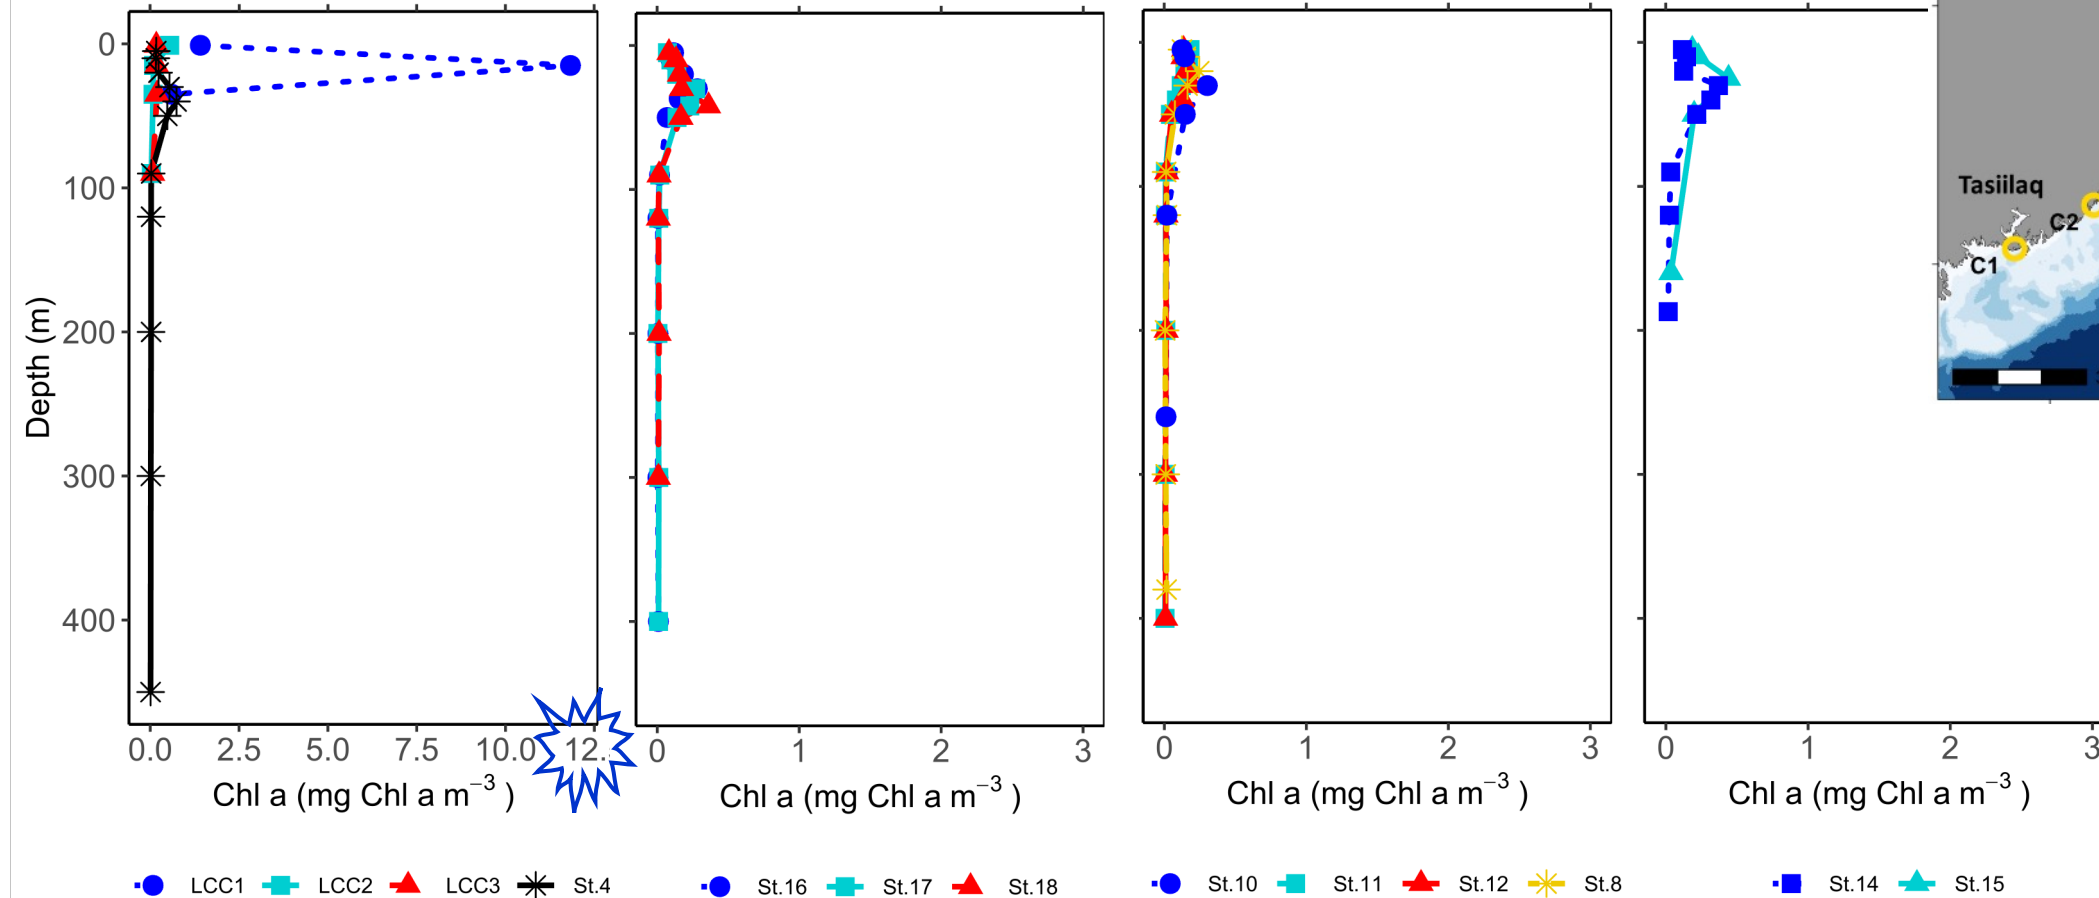 0
100
200
300
400
Depth (m)
0.0 2.5 5.0 7.5 10.0 12.
0 1 2 3
0 1 2 3
0 1 2 3
Chl a (mg Chl a m⁻³ )
Chl a (mg Chl a m⁻³ )
Chl a (mg Chl a m⁻³ )
Chl a (mg Chl a m⁻³ )
LCC1 LCC2 LCC3 St.4
St.16 St.17 St.18
St.10 St.11 St.12 St.8
St.14 St.15
Tasiilaq
C2
C1